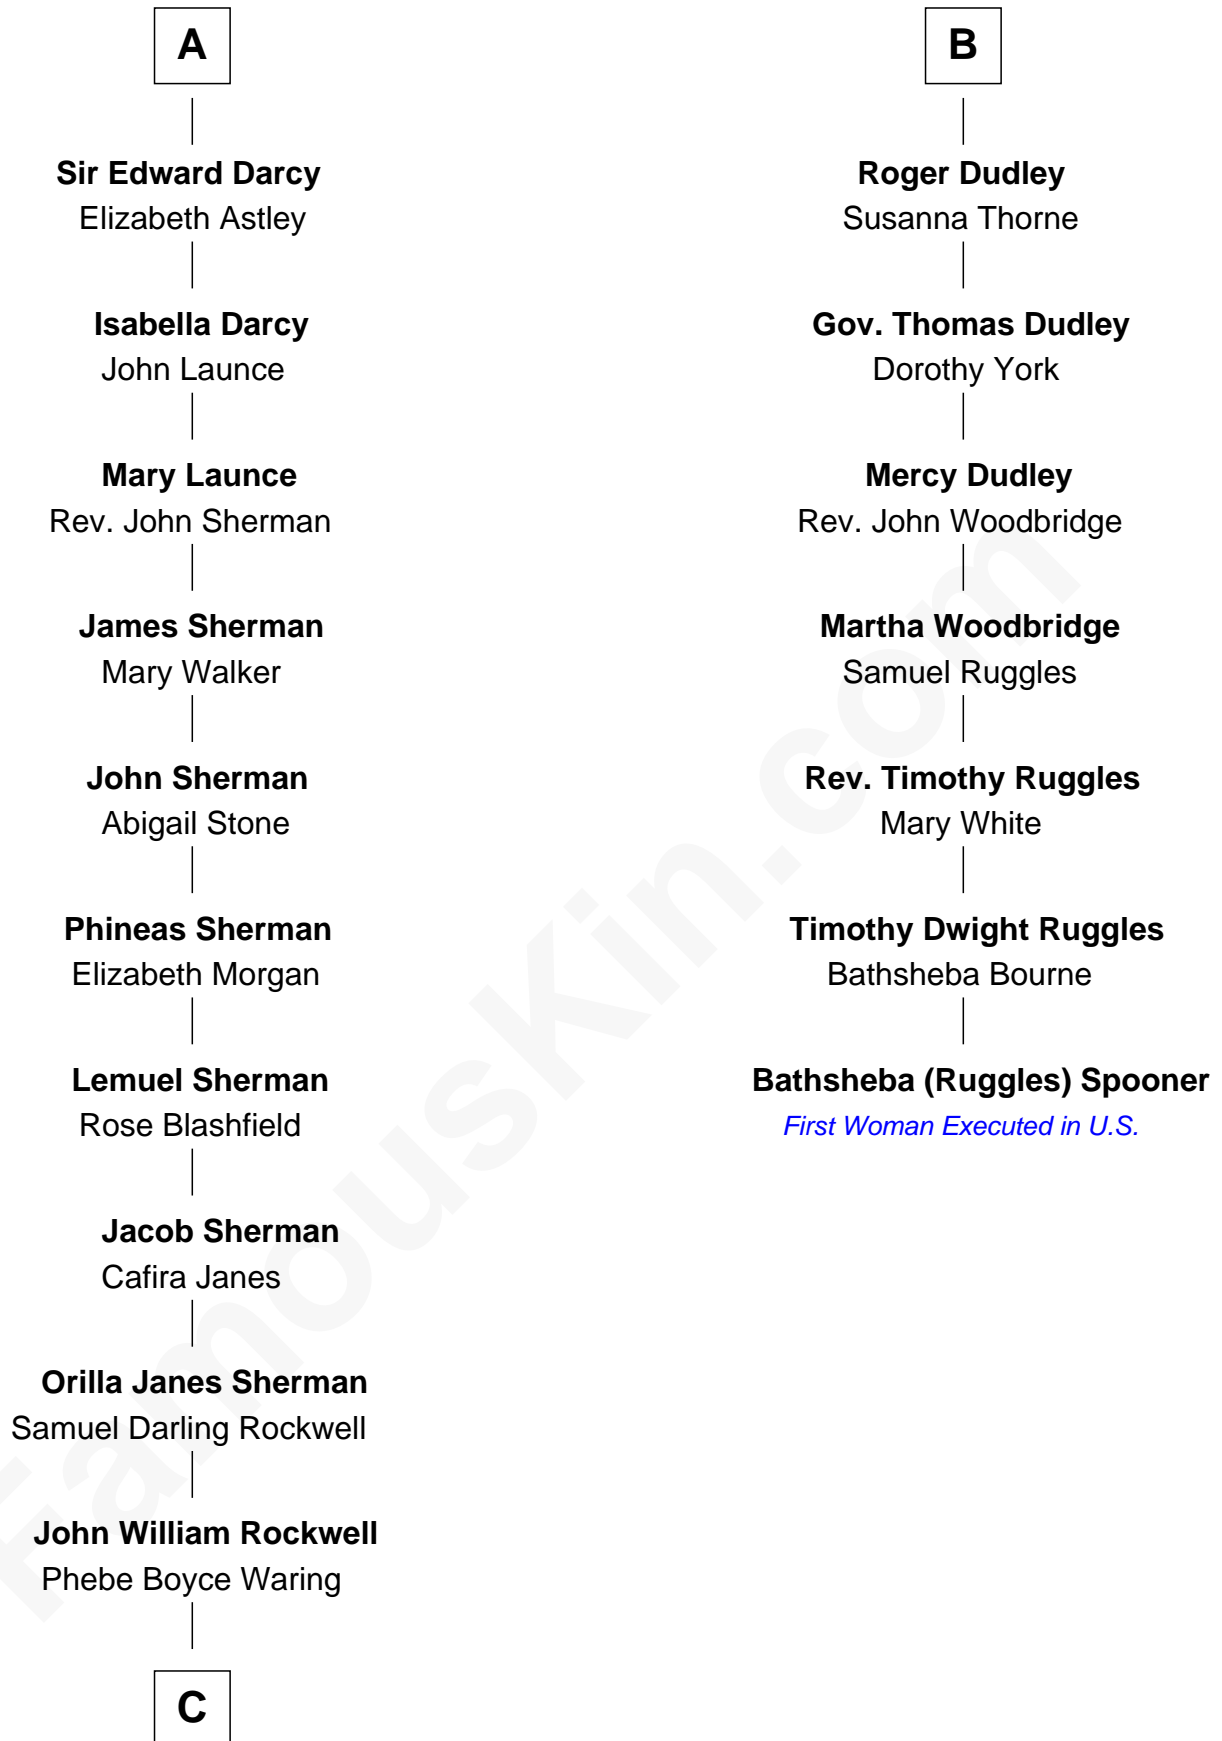 A
Sir Edward Darcy
Elizabeth Astley
Isabella Darcy
John Launce
Mary Launce
Rev. John Sherman
James Sherman
Mary Walker
John Sherman
Abigail Stone
Phineas Sherman
Elizabeth Morgan
Lemuel Sherman
Rose Blashfield
Jacob Sherman
Cafira Janes
Orilla Janes Sherman
Samuel Darling Rockwell
John William Rockwell
Phebe Boyce Waring
C
B
Roger Dudley
Susanna Thorne
Gov. Thomas Dudley
Dorothy York
Mercy Dudley
Rev. John Woodbridge
Martha Woodbridge
Samuel Ruggles
Rev. Timothy Ruggles
Mary White
Timothy Dwight Ruggles
Bathsheba Bourne
Bathsheba (Ruggles) Spooner
First Woman Executed in U.S.
FamousKin.com